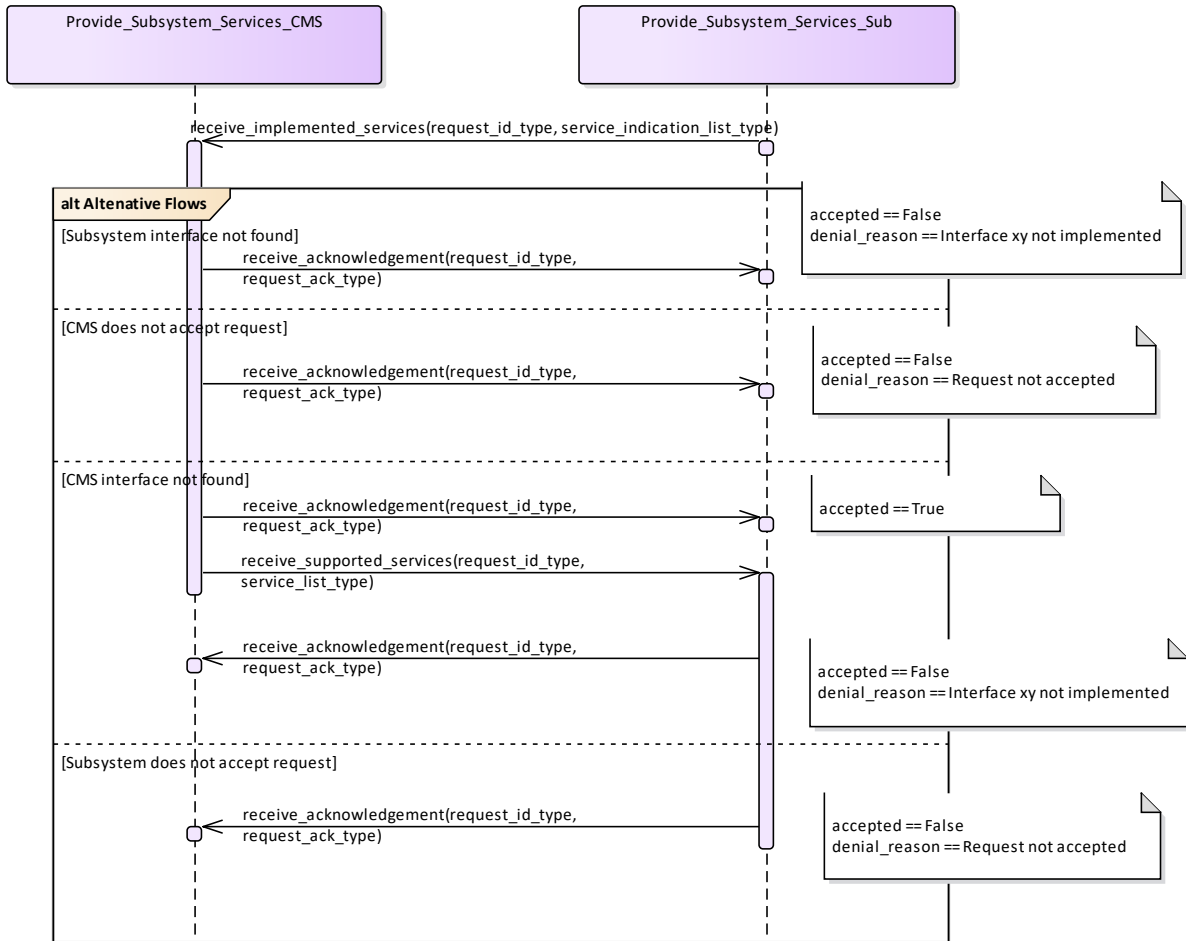 Provide_Subsystem_Services_CMS
Provide_Subsystem_Services_Sub
receive_implemented_services(request_id_type, service_indication_list_type)
alt Altenative Flows
[Subsystem interface not found]
receive_acknowledgement(request_id_type,
request_ack_type)
accepted == False
denial_reason == Interface xy not implemented
[CMS does not accept request]
receive_acknowledgement(request_id_type,
request_ack_type)
accepted == False
denial_reason == Request not accepted
[CMS interface not found]
receive_acknowledgement(request_id_type,
request_ack_type)
accepted == True
receive_supported_services(request_id_type,
service_list_type)
receive_acknowledgement(request_id_type,
request_ack_type)
accepted == False
denial_reason == Interface xy not implemented
[Subsystem does not accept request]
receive_acknowledgement(request_id_type,
request_ack_type)
accepted == False
denial_reason == Request not accepted